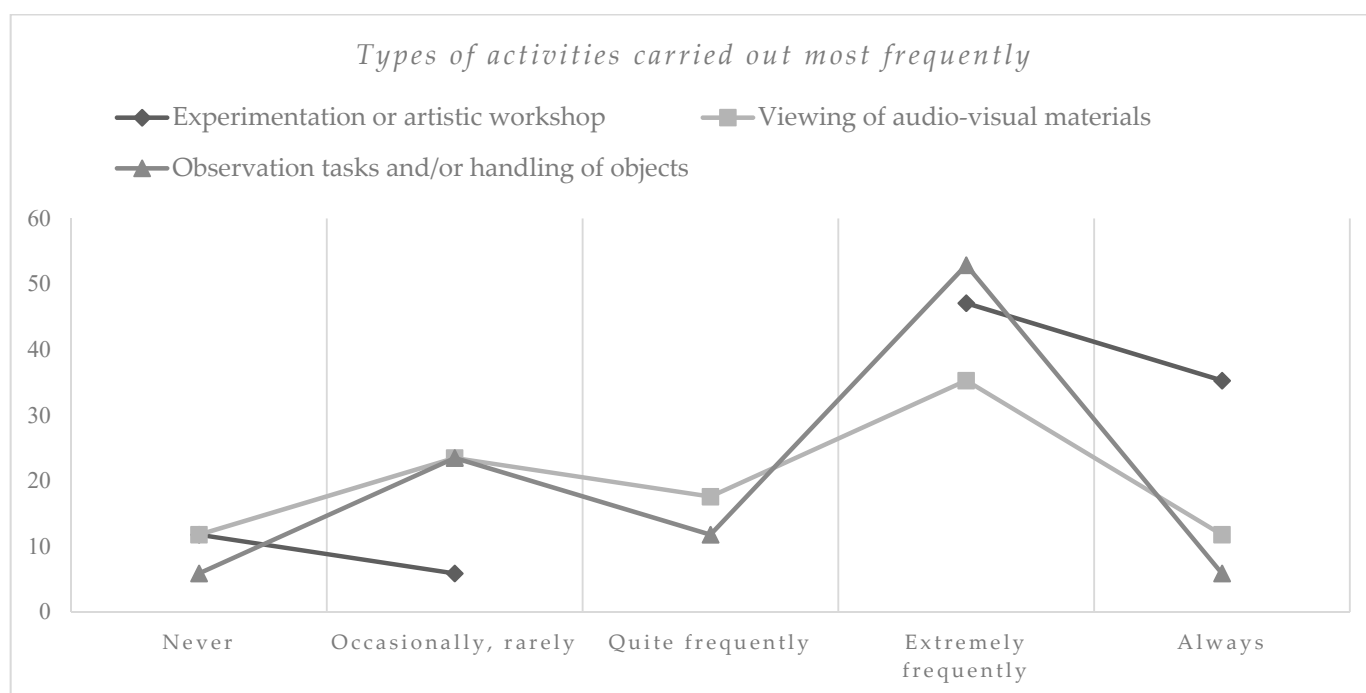 Types of activities carried out most frequently
Experimentation or artistic workshop
Viewing of audio-visual materials
Observation tasks and/or handling of objects
60
50
40
30
20
10
0
Never
Occasionally, rarely
Quite frequently
Extremely
frequently
Always